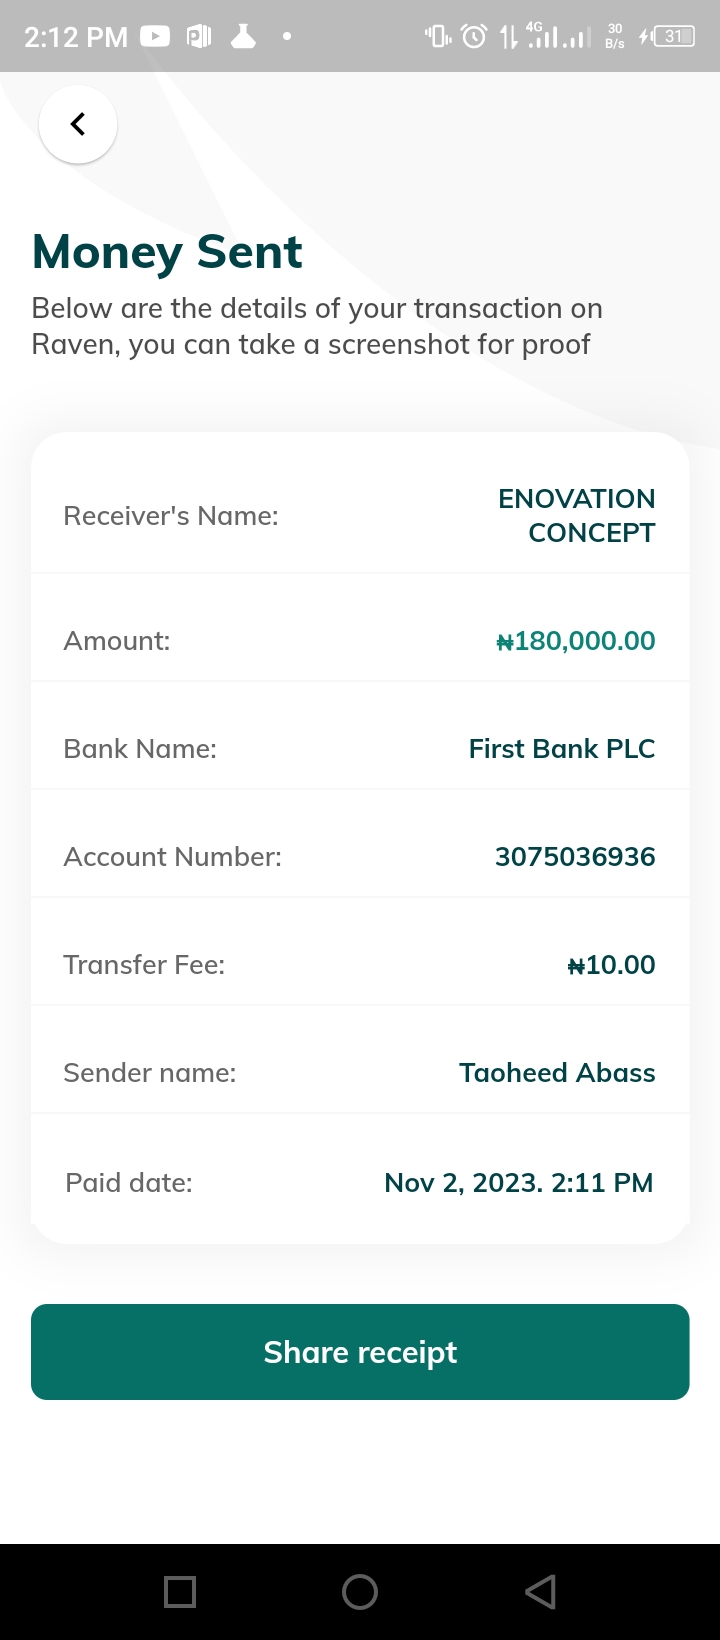 2:12 PM
4G
30
B/s
31
Money Sent
Below are the details of your transaction on
Raven, you can take a screenshot for proof
Receiver's Name:
ENOVATION
CONCEPT
Amount:
₦180,000.00
Bank Name:
First Bank PLC
Account Number:
3075036936
Transfer Fee:
₦10.00
Sender name:
Taoheed Abass
Paid date:
Nov 2, 2023. 2:11 PM
Share receipt